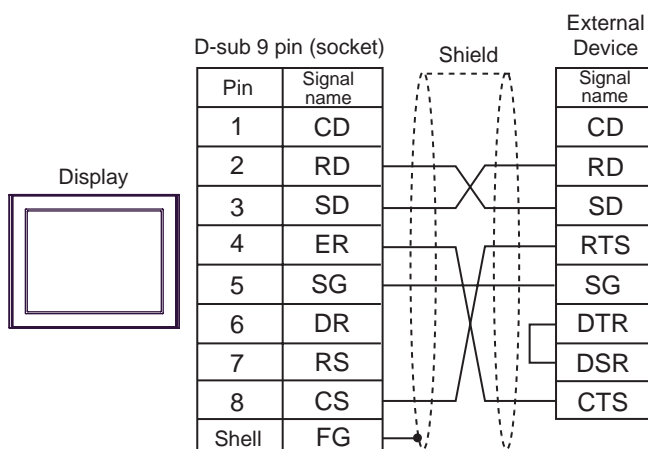 External
Device
D-sub 9 pin (socket)
Shield
Pin
Signal
name
Signal
name
1 CD CD
2 RD RD
Display
3 SD SD
4 ER RTS
5 SG SG
6 DR DTR
7 RS DSR
8 CS CTS
Shell FG